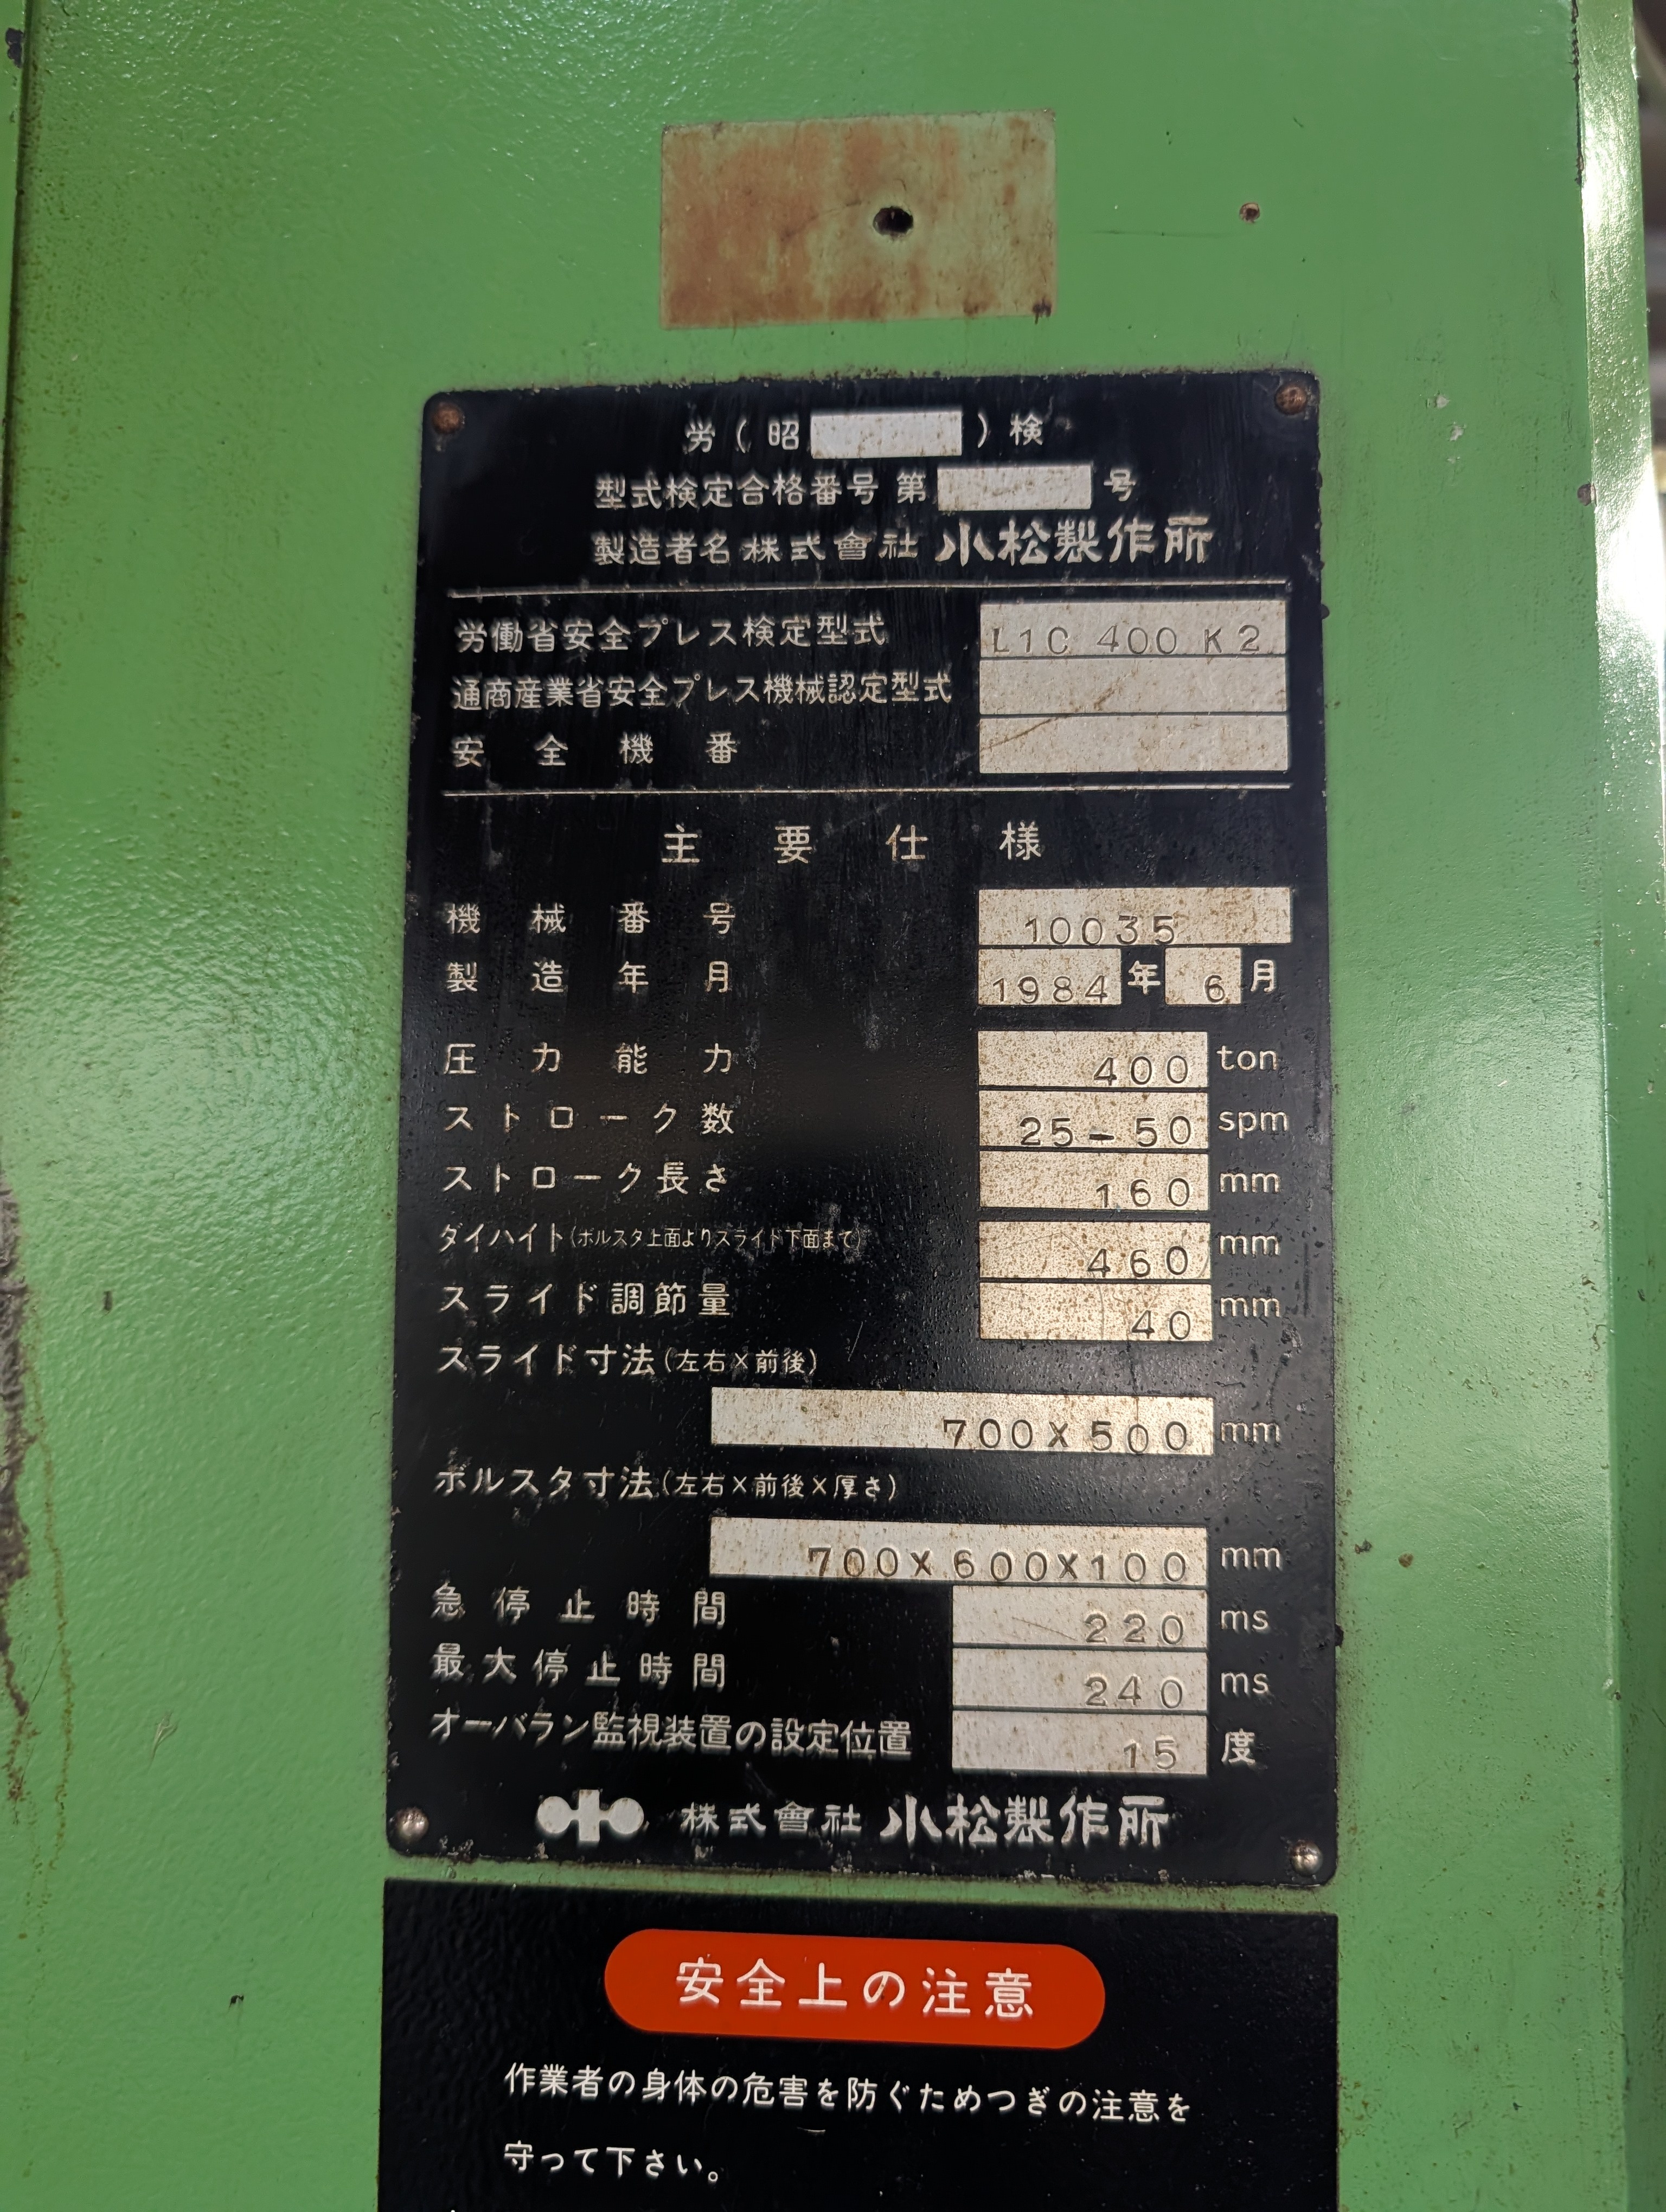 労(昭　　　)検
型式検定合格番号 第　　　号
製造者名 株式會社 小松製作所
労働省安全プレス検定型式 L1C 400 K2
通商産業省安全プレス機械認定型式
安全機番
主要仕様
機械番号 10035
製造年月 1984年6月
圧力能力 400 ton
ストローク数 25-50 spm
ストローク長さ 160 mm
ダイハイト(ボルスタ上面よりスライド下面まで) 460 mm
スライド調節量 40 mm
スライド寸法(左右×前後)
700X500 mm
ボルスタ寸法(左右×前後×厚さ)
700X600X100 mm
急停止時間 220 ms
最大停止時間 240 ms
オーバラン監視装置の設定位置 15 度
株式會社 小松製作所
安全上の注意
作業者の身体の危害を防ぐためつぎの注意を
守って下さい。